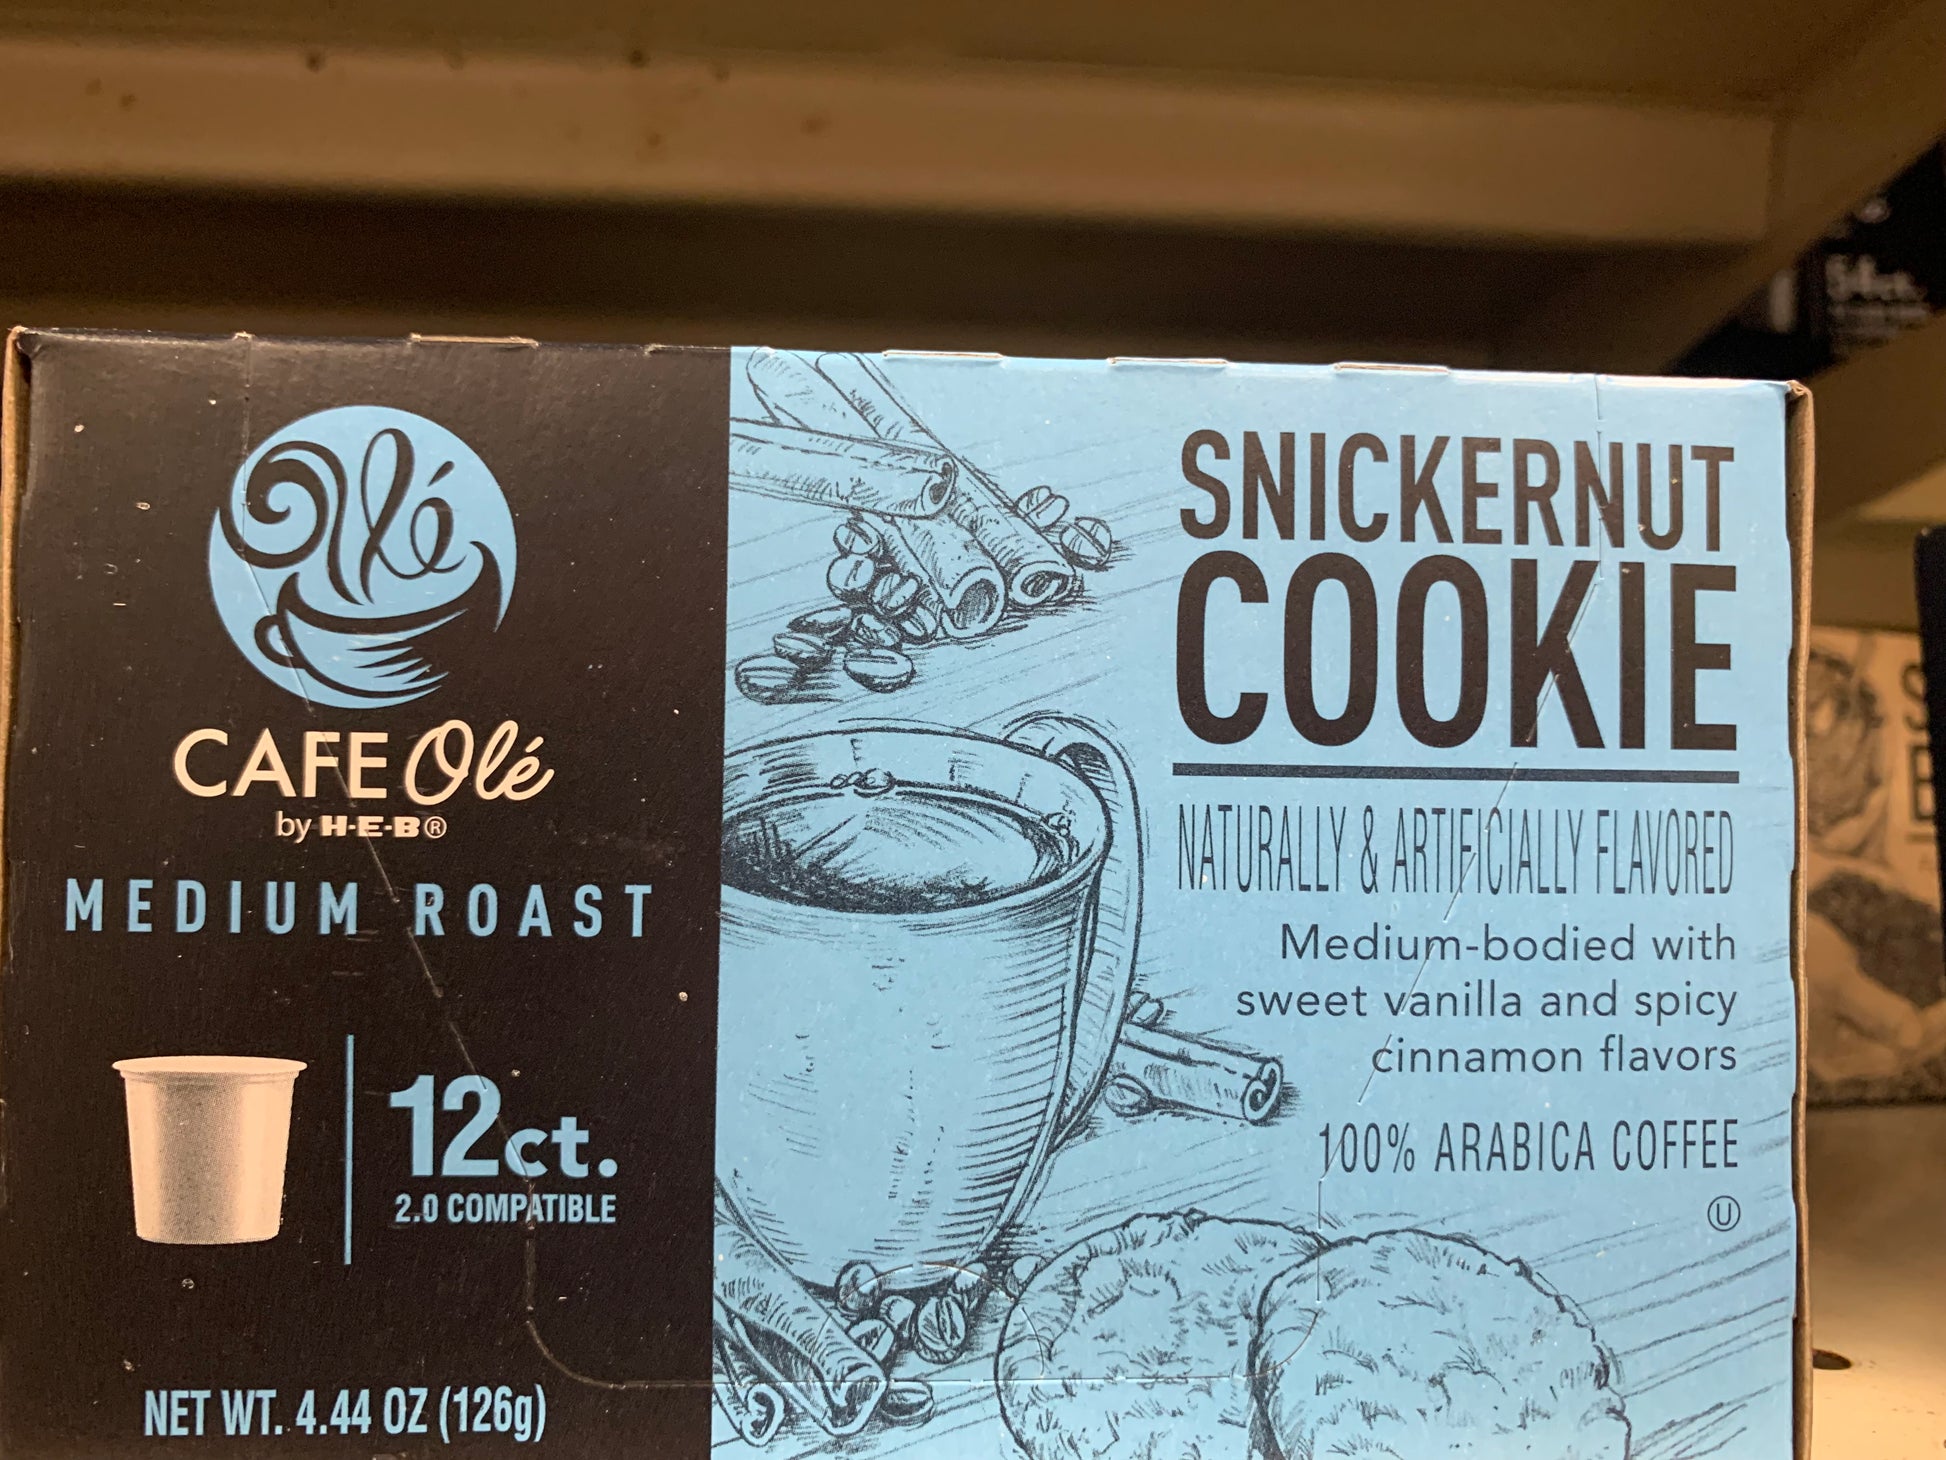 Olé
CAFE Olé
by H-E-B®
MEDIUM ROAST
12ct.
2.0 COMPATIBLE
NET WT. 4.44 OZ (126g)
SNICKERNUT
COOKIE
NATURALLY & ARTIFICIALLY FLAVORED
Medium-bodied with
sweet vanilla and spicy
cinnamon flavors
100% ARABICA COFFEE
U